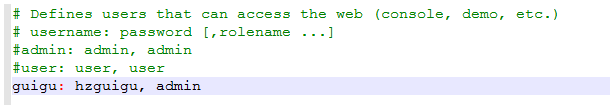 # Defines users that can access the web (console, demo, etc.)
# username: password [,rolename ...]
#admin: admin, admin
#user: user, user
guigu: hzguigu, admin